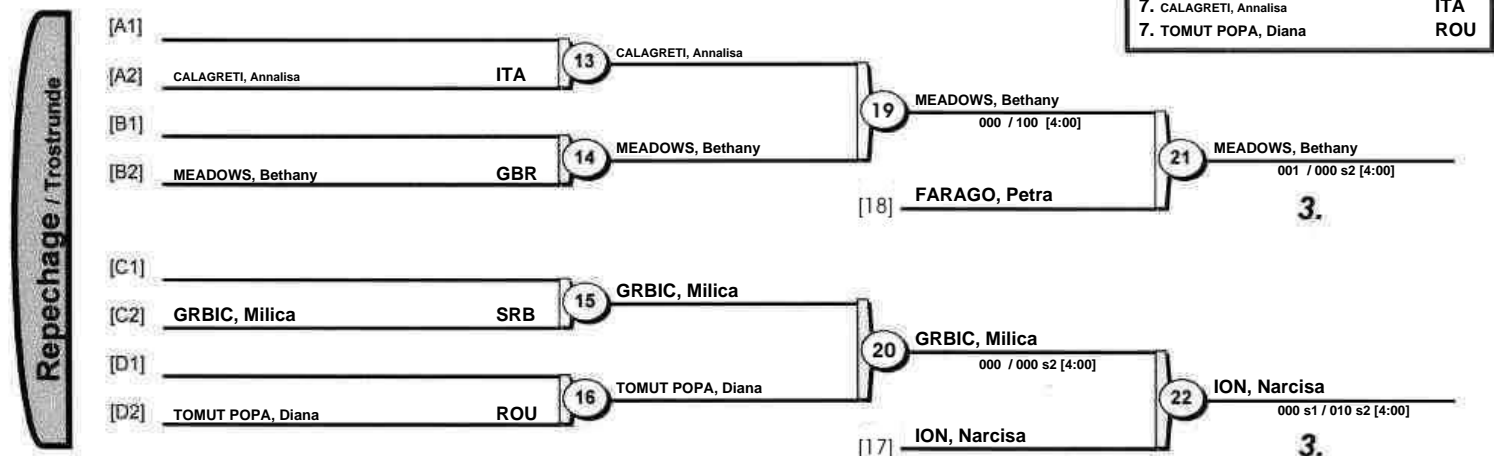 7. CALAGRETI, Annalisa ITA
7. TOMUT POPA, Diana ROU
Repechage / Trostrunde
[A1]
[A2] CALAGRETI, Annalisa ITA
13 CALAGRETI, Annalisa
[B1]
[B2] MEADOWS, Bethany GBR
14 MEADOWS, Bethany
19 MEADOWS, Bethany
000 / 100 [4:00]
[18] FARAGO, Petra
21 MEADOWS, Bethany
001 / 000 s2 [4:00]
3.
[C1]
[C2] GRBIC, Milica SRB
15 GRBIC, Milica
[D1]
[D2] TOMUT POPA, Diana ROU
16 TOMUT POPA, Diana
20 GRBIC, Milica
000 / 000 s2 [4:00]
[17] ION, Narcisa
22 ION, Narcisa
000 s1 / 010 s2 [4:00]
3.